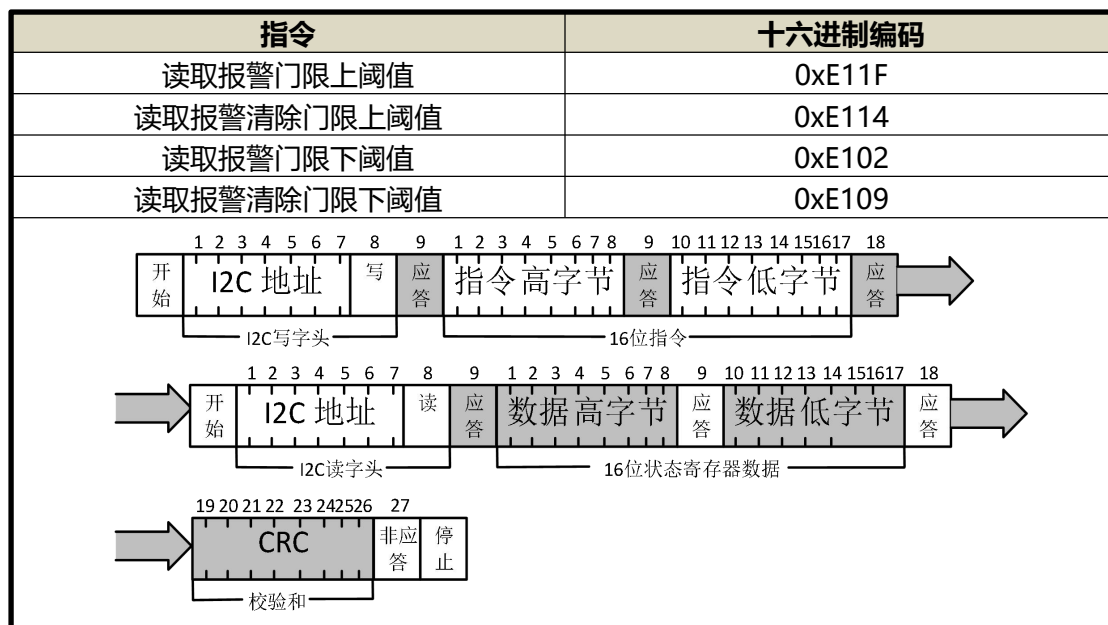 指令 十六进制编码
读取报警门限上阈值 0xE11F
读取报警清除门限上阈值 0xE114
读取报警门限下阈值 0xE102
读取报警清除门限下阈值 0xE109
1 2 3 4 5 6 7 8 9 1 2 3 4 5 6 7 8 9 10 11 12 13 14 15 16 17 18
开始 I2C 地址 写 应答 指令高字节 应答 指令低字节 应答
I2C写字头 16位指令
1 2 3 4 5 6 7 8 9 1 2 3 4 5 6 7 8 9 10 11 12 13 14 15 16 17 18
开始 I2C 地址 读 应答 数据高字节 应答 数据低字节 应答
I2C读字头 16位状态寄存器数据
19 20 21 22 23 24 25 26 27
CRC 非应答 停止
校验和